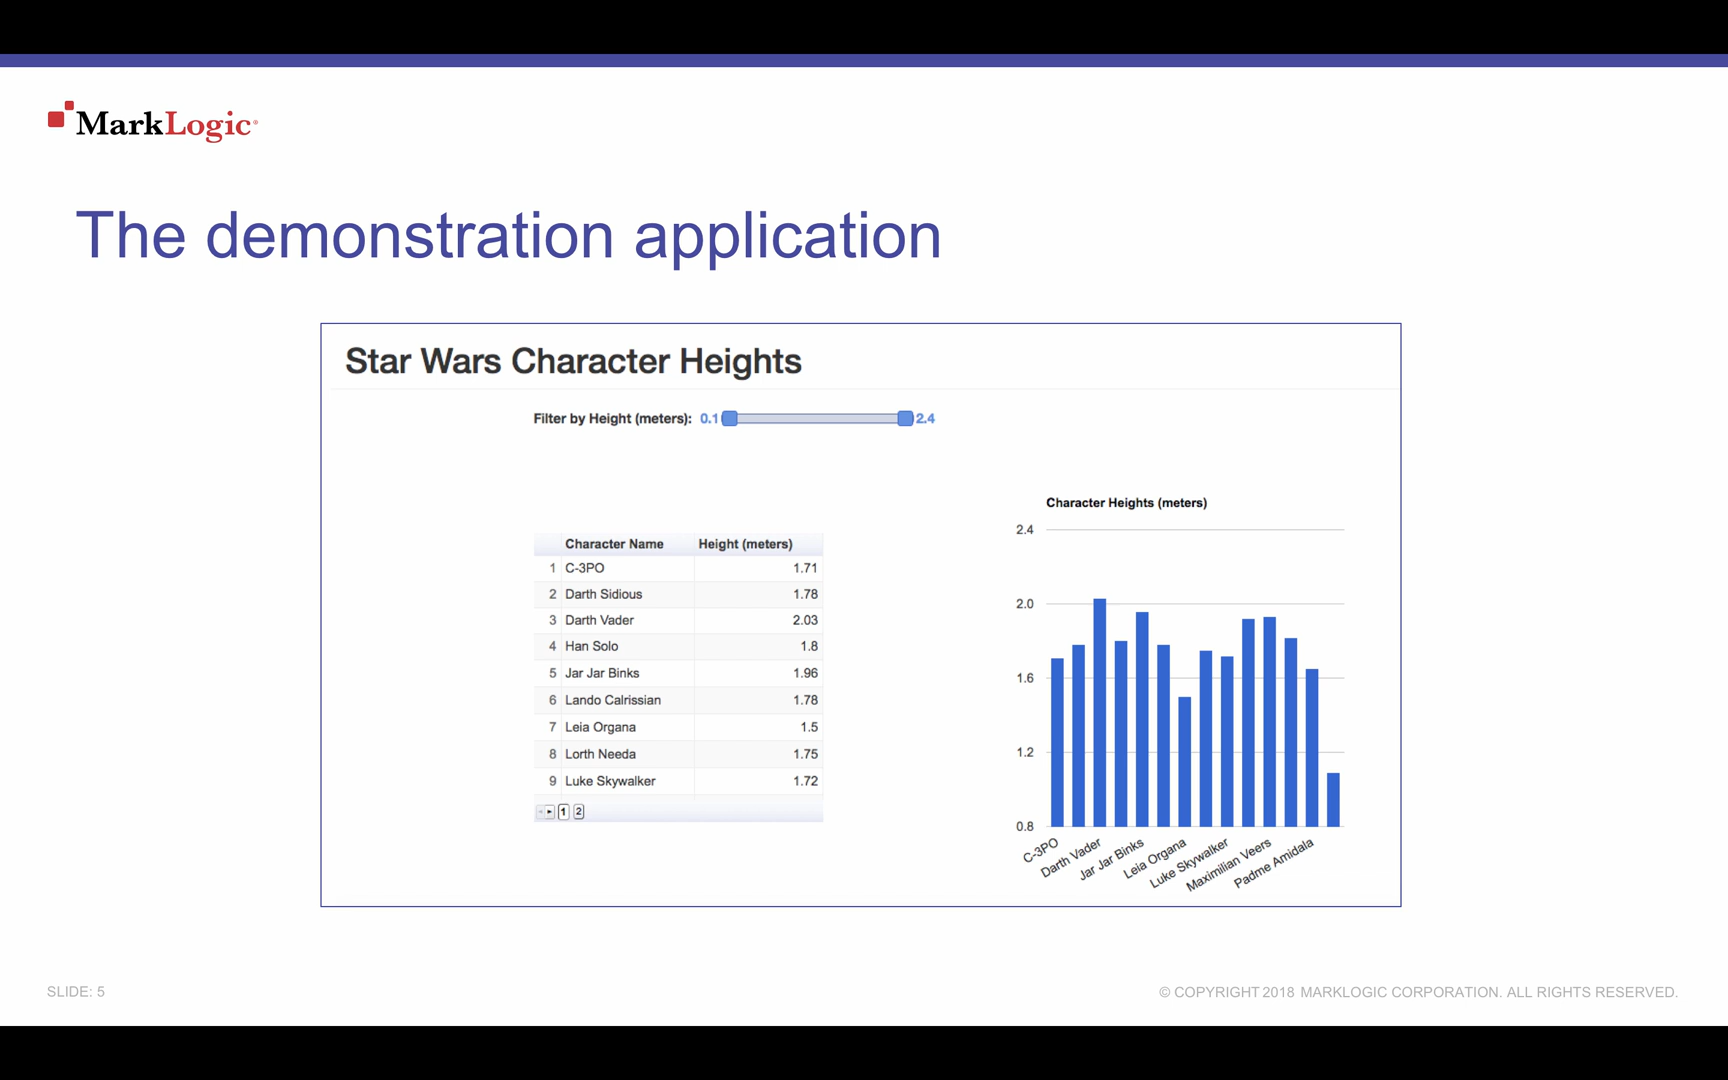 MarkLogic®
The demonstration application
Star Wars Character Heights
Filter by Height (meters): 0.1 2.4
Character Name Height (meters)
1 C-3PO 1.71
2 Darth Sidious 1.78
3 Darth Vader 2.03
4 Han Solo 1.8
5 Jar Jar Binks 1.96
6 Lando Calrissian 1.78
7 Leia Organa 1.5
8 Lorth Needa 1.75
9 Luke Skywalker 1.72
1 2
Character Heights (meters)
2.4
2.0
1.6
1.2
0.8
C-3PO
Darth Vader
Jar Jar Binks
Leia Organa
Luke Skywalker
Maximilian Veers
Padme Amidala
SLIDE: 5
© COPYRIGHT 2018 MARKLOGIC CORPORATION. ALL RIGHTS RESERVED.